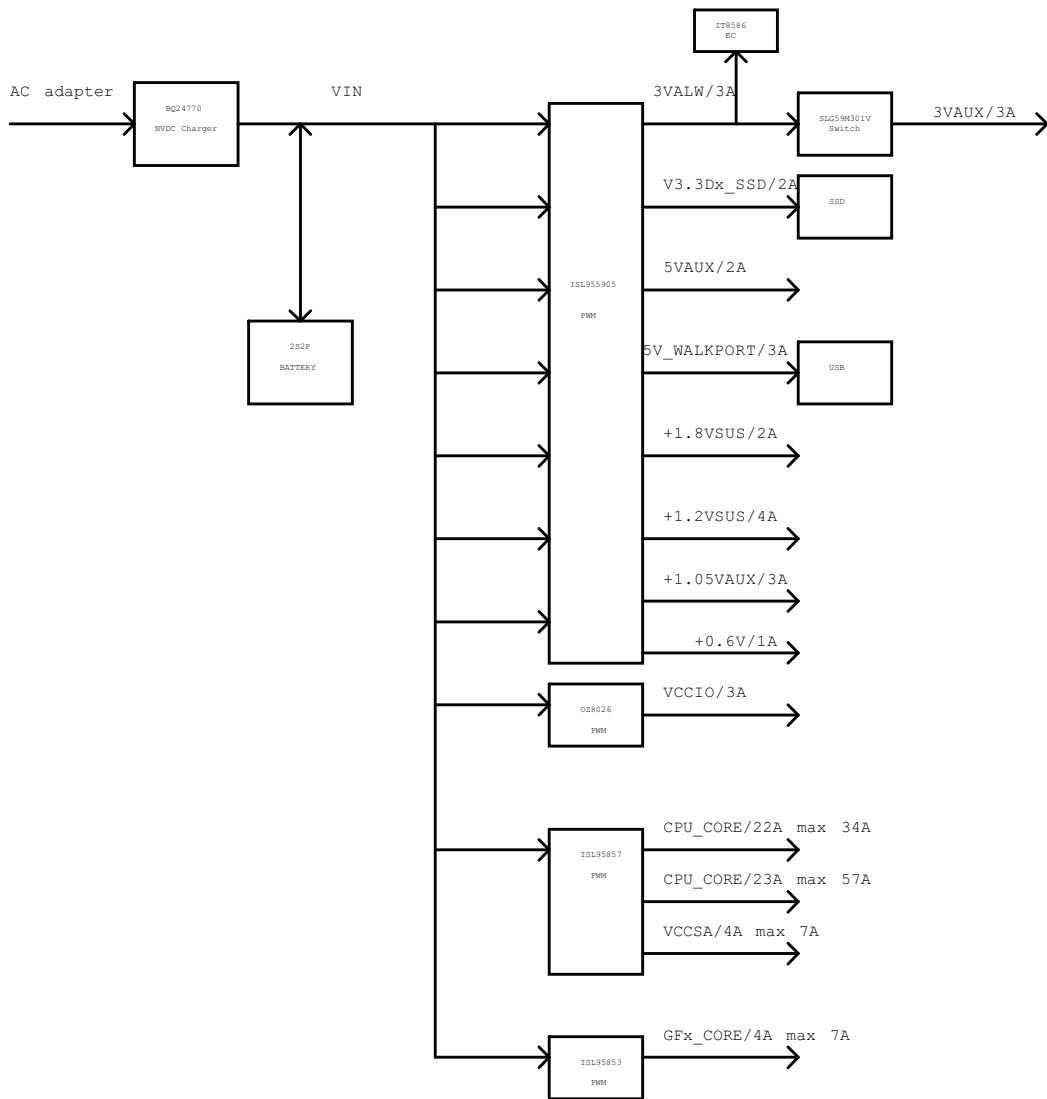 IT8586
EC
AC adapter
VIN
3VALW/3A
BQ24770
NVDC Charger
SLG59M301V
Switch
3VAUX/3A
V3.3Dx_SSD/2A
SSD
5VAUX/2A
ISL955905
PWM
2S2P
BATTERY
5V_WALKPORT/3A
USB
+1.8VSUS/2A
+1.2VSUS/4A
+1.05VAUX/3A
+0.6V/1A
VCCIO/3A
OZ8026
PWM
CPU_CORE/22A max 34A
ISL95857
PWM
CPU_CORE/23A max 57A
VCCSA/4A max 7A
GFx_CORE/4A max 7A
ISL95853
PWM